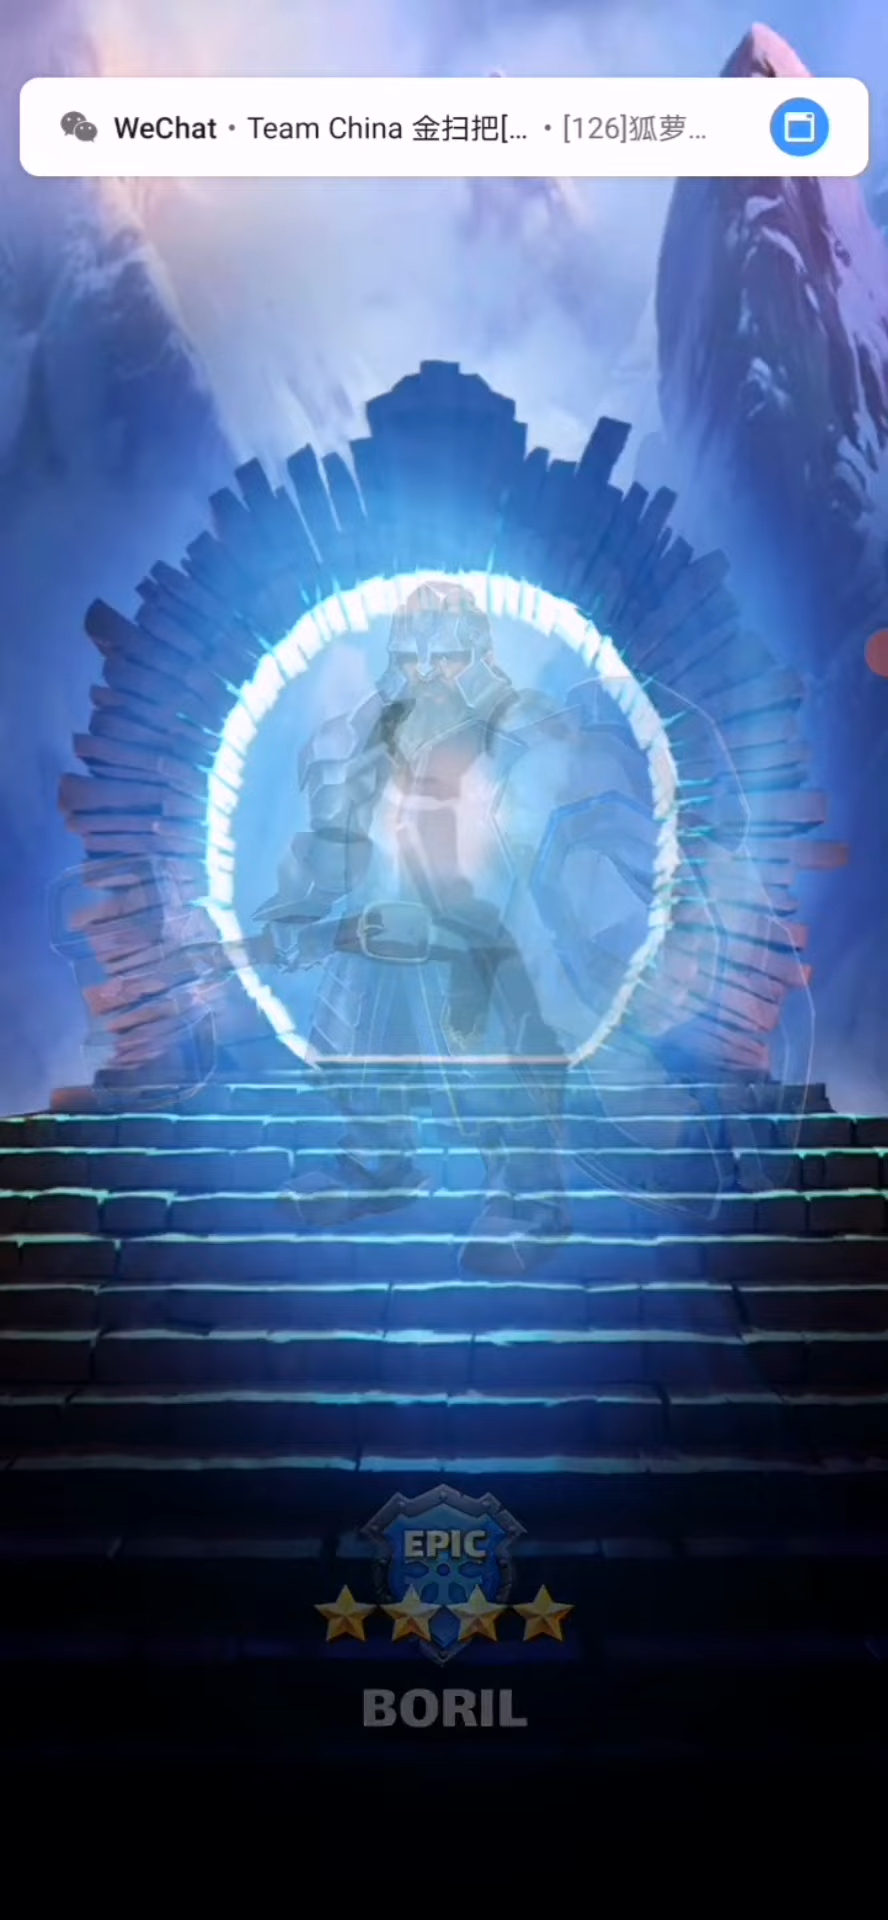 WeChat • Team China 金扫把[... • [126]狐萝...
EPIC
BORIL